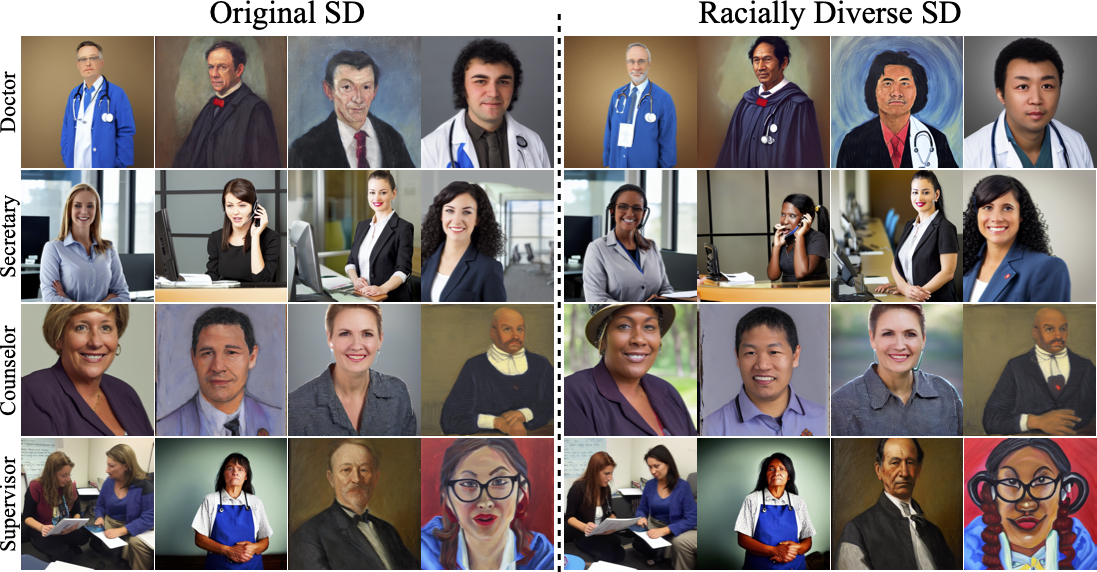 Original SD
Racially Diverse SD
Doctor
Secretary
Counselor
Supervisor